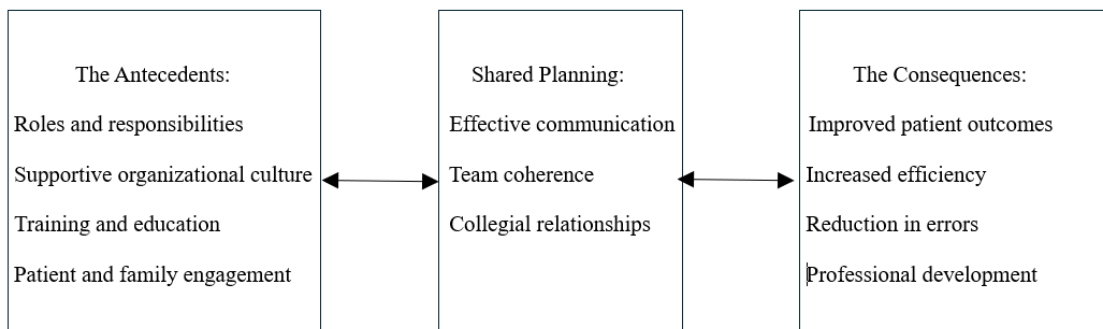 The Antecedents:
Roles and responsibilities
Supportive organizational culture
Training and education
Patient and family engagement
Shared Planning:
Effective communication
Team coherence
Collegial relationships
The Consequences:
Improved patient outcomes
Increased efficiency
Reduction in errors
Professional development